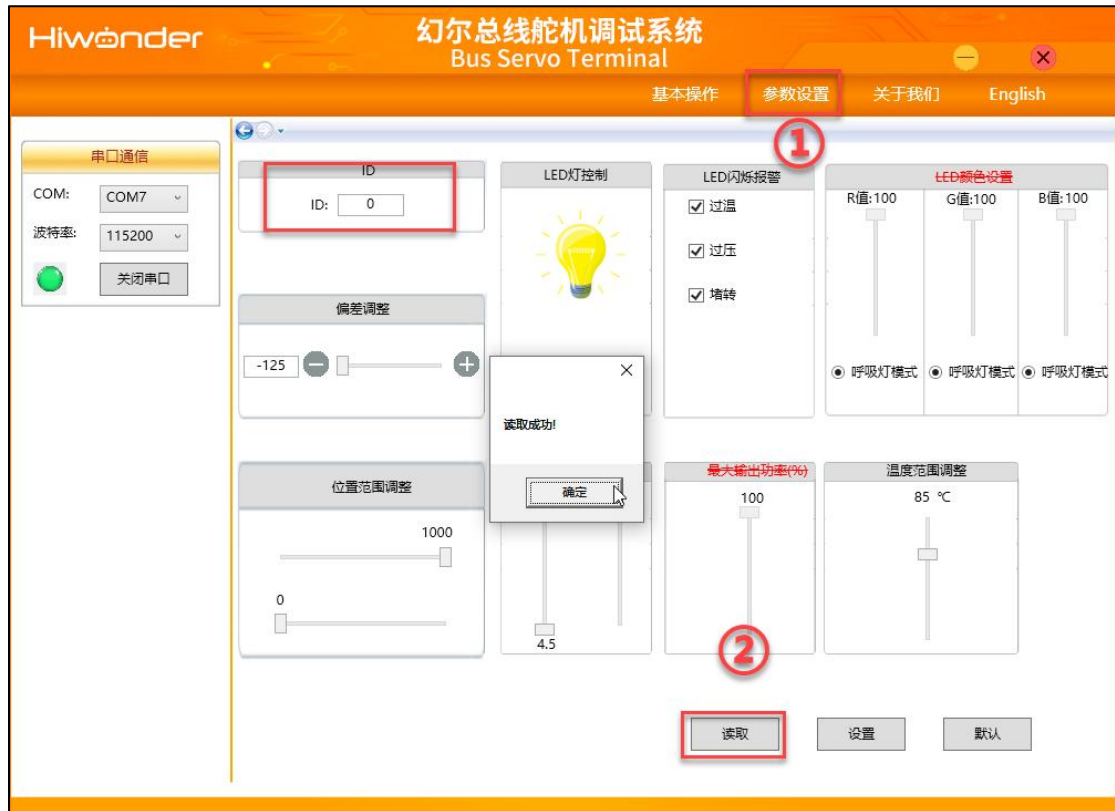 Hiwonder
幻尔总线舵机调试系统
Bus Servo Terminal
基本操作
参数设置
关于我们
English
①
串口通信
COM:
COM7
波特率:
115200
关闭串口
ID
ID:
0
LED灯控制
LED闪烁报警
过温
过压
堵转
LED颜色设置
R值:100
G值:100
B值:100
呼吸灯模式
呼吸灯模式
呼吸灯模式
偏差调整
-125
读取成功!
确定
位置范围调整
1000
0
4.5
最大输出功率(%)
100
温度范围调整
85 ℃
②
读取
设置
默认